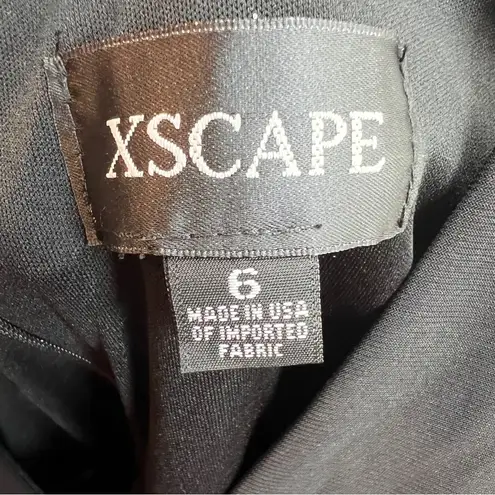 XSCAPE
6
MADE IN USA
OF IMPORTED
FABRIC